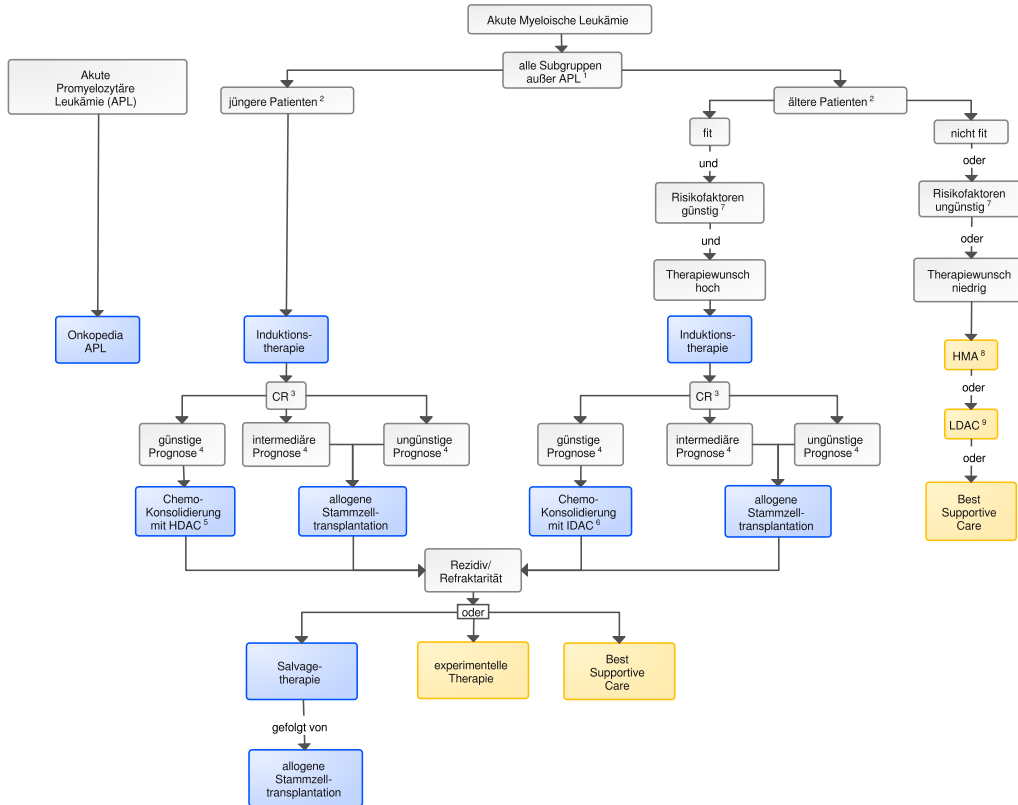 Akute Myeloische Leukämie
alle Subgruppen
außer APL 1
Akute
Promyelozytäre
Leukämie (APL)
jüngere Patienten 2
ältere Patienten 2
fit
nicht fit
und
oder
Risikofaktoren
günstig 7
Risikofaktoren
ungünstig 7
und
oder
Therapiewunsch
hoch
Therapiewunsch
niedrig
Onkopedia
APL
Induktions-
therapie
Induktions-
therapie
HMA 8
oder
CR 3
CR 3
LDAC 9
oder
günstige
Prognose 4
intermediäre
Prognose 4
ungünstige
Prognose 4
günstige
Prognose 4
intermediäre
Prognose 4
ungünstige
Prognose 4
Chemo-
Konsolidierung
mit HDAC 5
allogene
Stammzell-
transplantation
Chemo-
Konsolidierung
mit IDAC 6
allogene
Stammzell-
transplantation
Best
Supportive
Care
Rezidiv/
Refraktarität
oder
Salvage-
therapie
experimentelle
Therapie
Best
Supportive
Care
gefolgt von
allogene
Stammzell-
transplantation